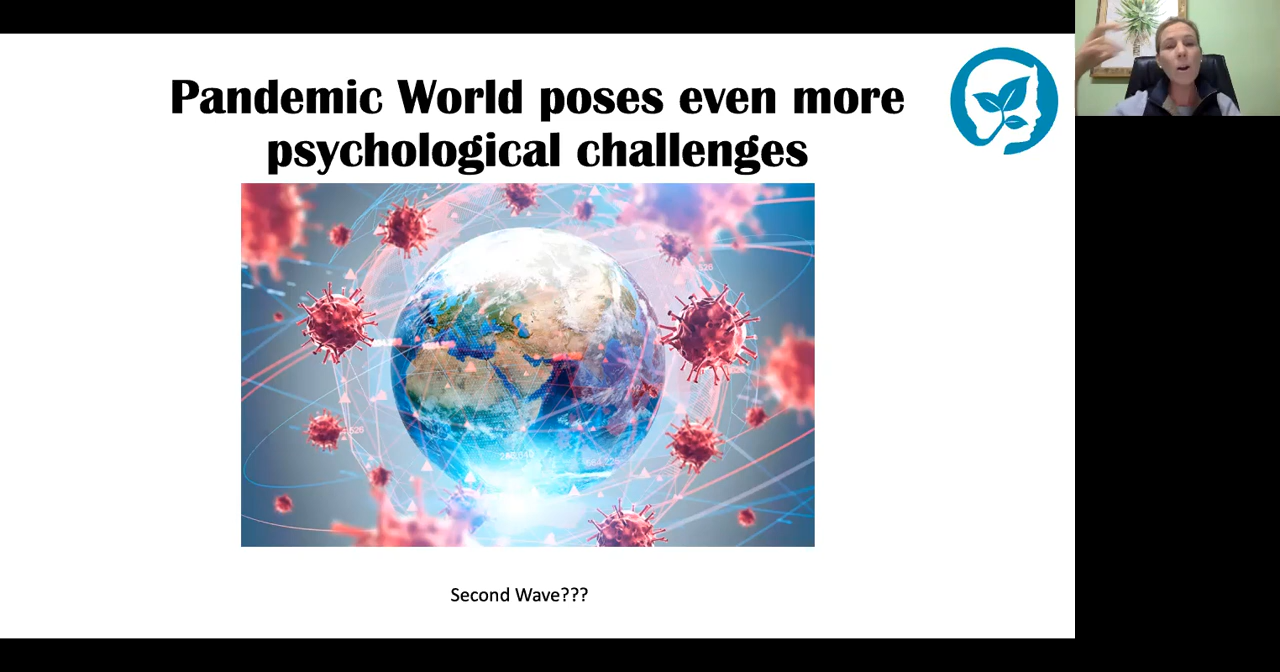 Pandemic World poses even more
psychological challenges
Second Wave???